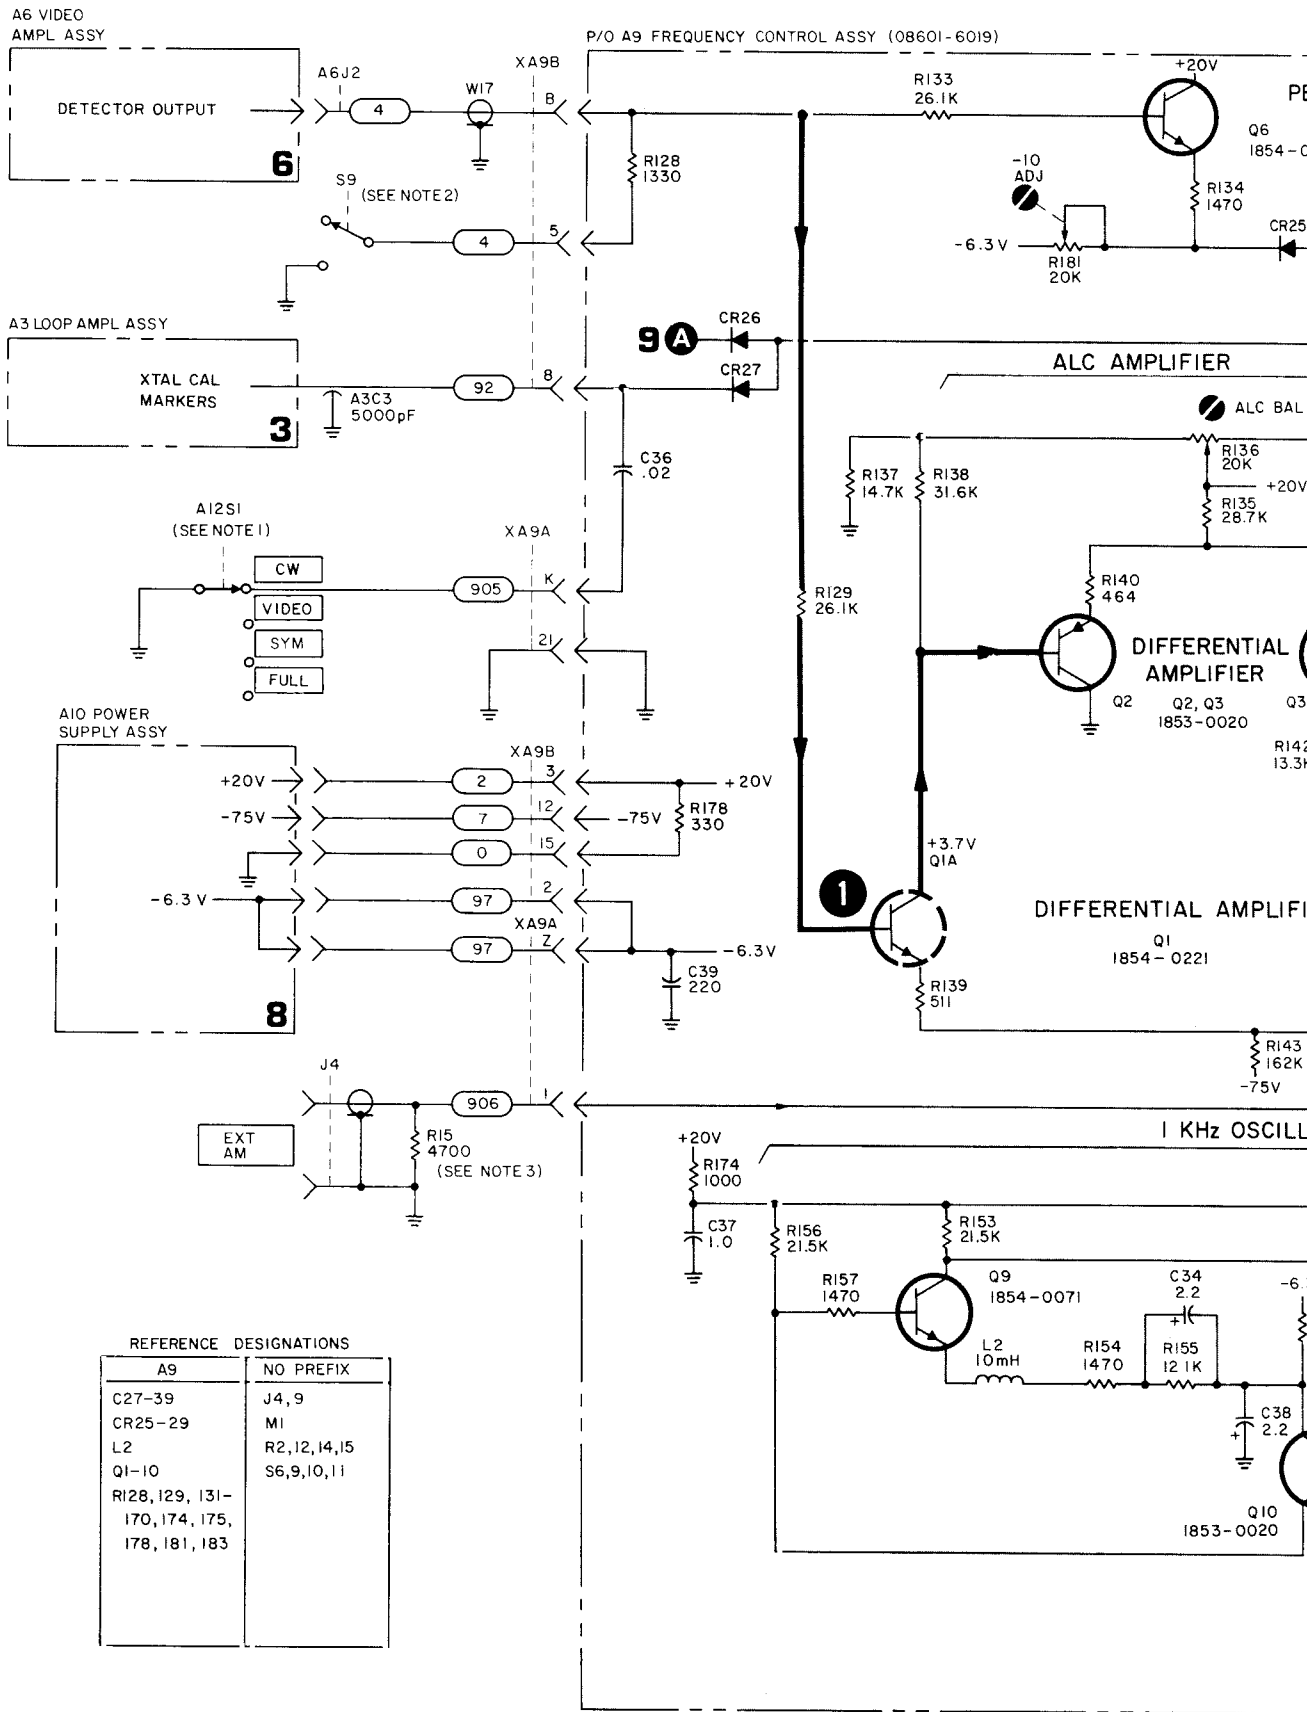 A6 VIDEO
AMPL ASSY
DETECTOR OUTPUT
6
A6J2
4
W17
XA9B
B
P/O A9 FREQUENCY CONTROL ASSY (08601-6019)
R128
1330
R133
26.1K
+20V
Q6
-10
ADJ
R134
1470
-6.3V
R181
20K
CR25
S9
(SEE NOTE 2)
4
5
A3 LOOP AMPL ASSY
XTAL CAL
MARKERS
3
A3C3
5000pF
92
8
9 A
CR26
CR27
C36
.02
ALC AMPLIFIER
ALC BAL
R137
14.7K
R138
31.6K
R136
20K
+20V
R135
28.7K
R140
464
DIFFERENTIAL
AMPLIFIER
Q2
Q2, Q3
1853-0020
Q3
R142
13.3K
A12S1
(SEE NOTE 1)
CW
VIDEO
SYM
FULL
XA9A
905
K
21
R129
26.1K
A10 POWER
SUPPLY ASSY
XA9B
+20V
2
3
+20V
-75V
7
12
-75V
R178
330
0
15
-6.3V
97
2
XA9A
97
Z
-6.3V
C39
220
8
1
+3.7V
Q1A
DIFFERENTIAL AMPLIFI
Q1
1854-0221
R139
511
R143
162K
-75V
J4
EXT
AM
906
1
R15
4700
(SEE NOTE 3)
1 KHz OSCILL
+20V
R174
1000
C37
1.0
R156
21.5K
R153
21.5K
R157
1470
Q9
1854-0071
L2
10mH
R154
1470
C34
2.2
+
R155
12.1K
-6.
C38
2.2
+
Q10
1853-0020
REFERENCE DESIGNATIONS
A9
NO PREFIX
C27-39
J4,9
CR25-29
M1
L2
R2,12,14,15
Q1-10
S6,9,10,11
R128,129, 131-
170,174,175,
178,181,183